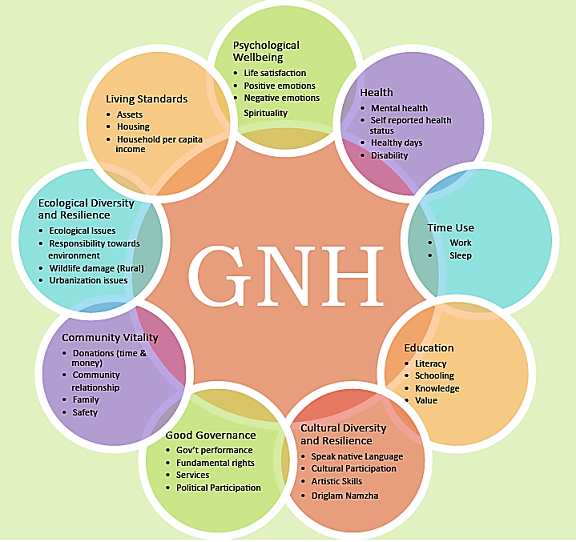 Psychological
Wellbeing
• Life satisfaction
• Positive emotions
• Negative emotions
Spirituality
Health
• Mental health
• Self reported health
status
• Healthy days
• Disability
Time Use
• Work
• Sleep
Education
• Literacy
• Schooling
• Knowledge
• Value
Cultural Diversity
and Resilience
• Speak native Language
• Cultural Participation
• Artistic Skills
• Driglam Namzha
Good Governance
• Gov't performance
• Fundamental rights
• Services
• Political Participation
Community Vitality
• Donations (time &
money)
• Community
relationship
• Family
• Safety
Ecological Diversity
and Resilience
• Ecological Issues
• Responsibility towards
environment
• Wildlife damage (Rural)
• Urbanization issues
Living Standards
• Assets
• Housing
• Household per capita
income
GNH